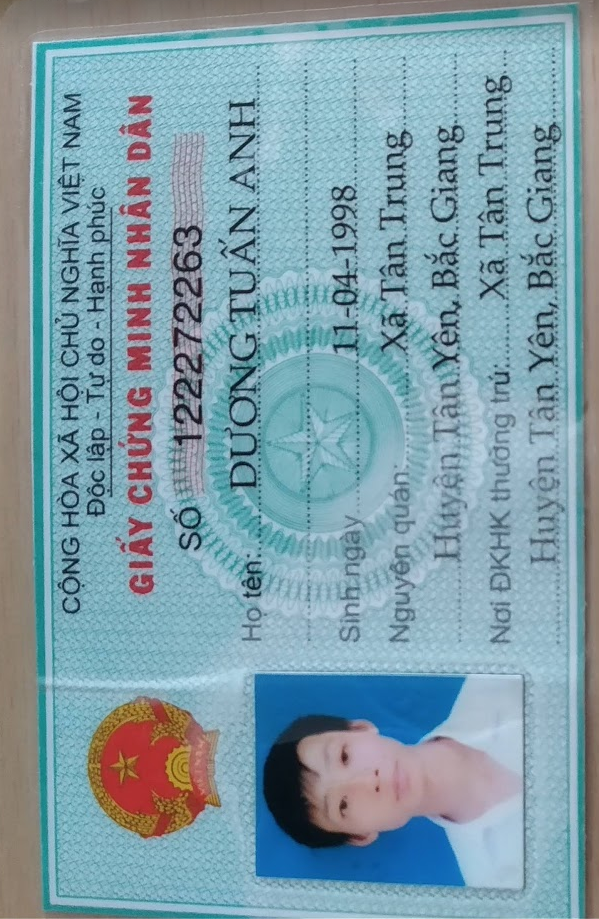 CỘNG HÒA XÃ HỘI CHỦ NGHĨA VIỆT NAM
Độc lập - Tự do - Hạnh phúc
GIẤY CHỨNG MINH NHÂN DÂN
SỐ 122272263
Họ tên: DƯƠNG TUẤN ANH
Sinh ngày 11-04-1998
Nguyên quán: Xã Tân Trung
Huyện Tân Yên, Bắc Giang
Nơi ĐKHK thường trú: Xã Tân Trung
Huyện Tân Yên, Bắc Giang